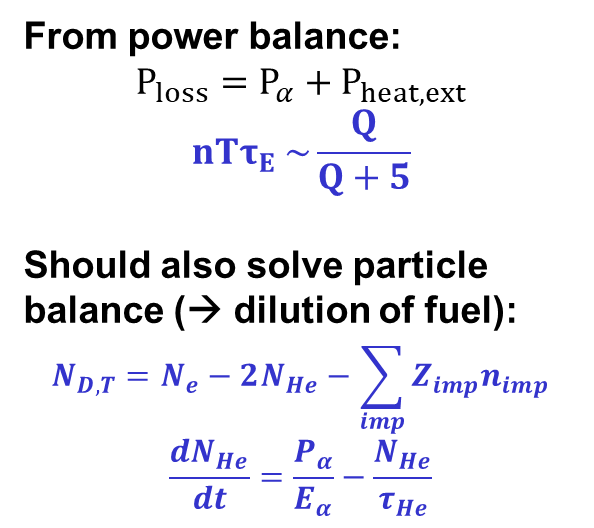 From power balance:
P_loss = P_α + P_heat,ext
nTτ_E ~ Q / (Q + 5)
Should also solve particle
balance (→ dilution of fuel):
N_D,T = N_e − 2N_He − ∑_imp Z_imp n_imp
dN_He / dt = P_α / E_α − N_He / τ_He